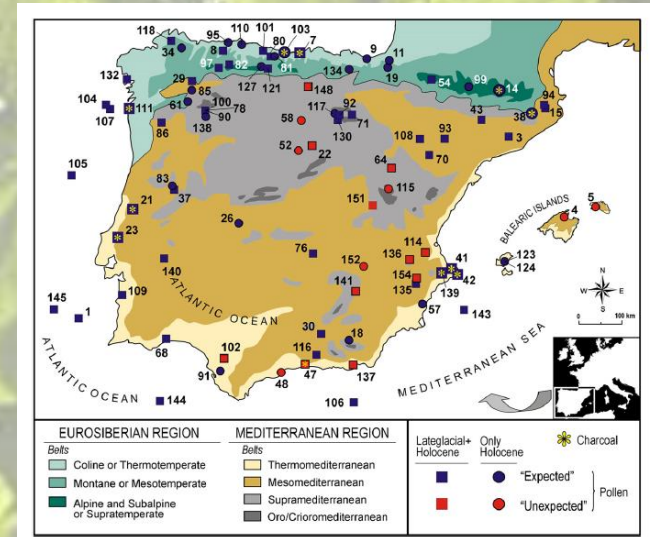 118 95 110 101 80 103 7
34 8 9 11
97 82 127 121 81 134 19 54 99 14
132 29 85 148 94
104 111 61 100 78 117 92 43 38 15
107 90 58 71
86 138 130 108 93 3
52 22 70
105 83 64
37 115 5
21 151 4
BALEARIC ISLANDS
26
23 114 123
76 136 41 124
140 152 154 42
141 135 139
N
W E
S
0 100 km
109 57 143
145 1
ATLANTIC OCEAN
30 18
68 102 116
91 48 47 137
MEDITERRANEAN SEA
ATLANTIC OCEAN
144 106
EUROSIBERIAN REGION
Belts
Coline or Thermotemperate
Montane or Mesotemperate
Alpine and Subalpine
or Supratemperate
MEDITERRANEAN REGION
Belts
Thermomediterranean
Mesomediterranean
Supramediterranean
Oro/Crioromediterranean
Lateglacial+
Holocene
Only
Holocene
Charcoal
"Expected"
"Unexpected"
Pollen